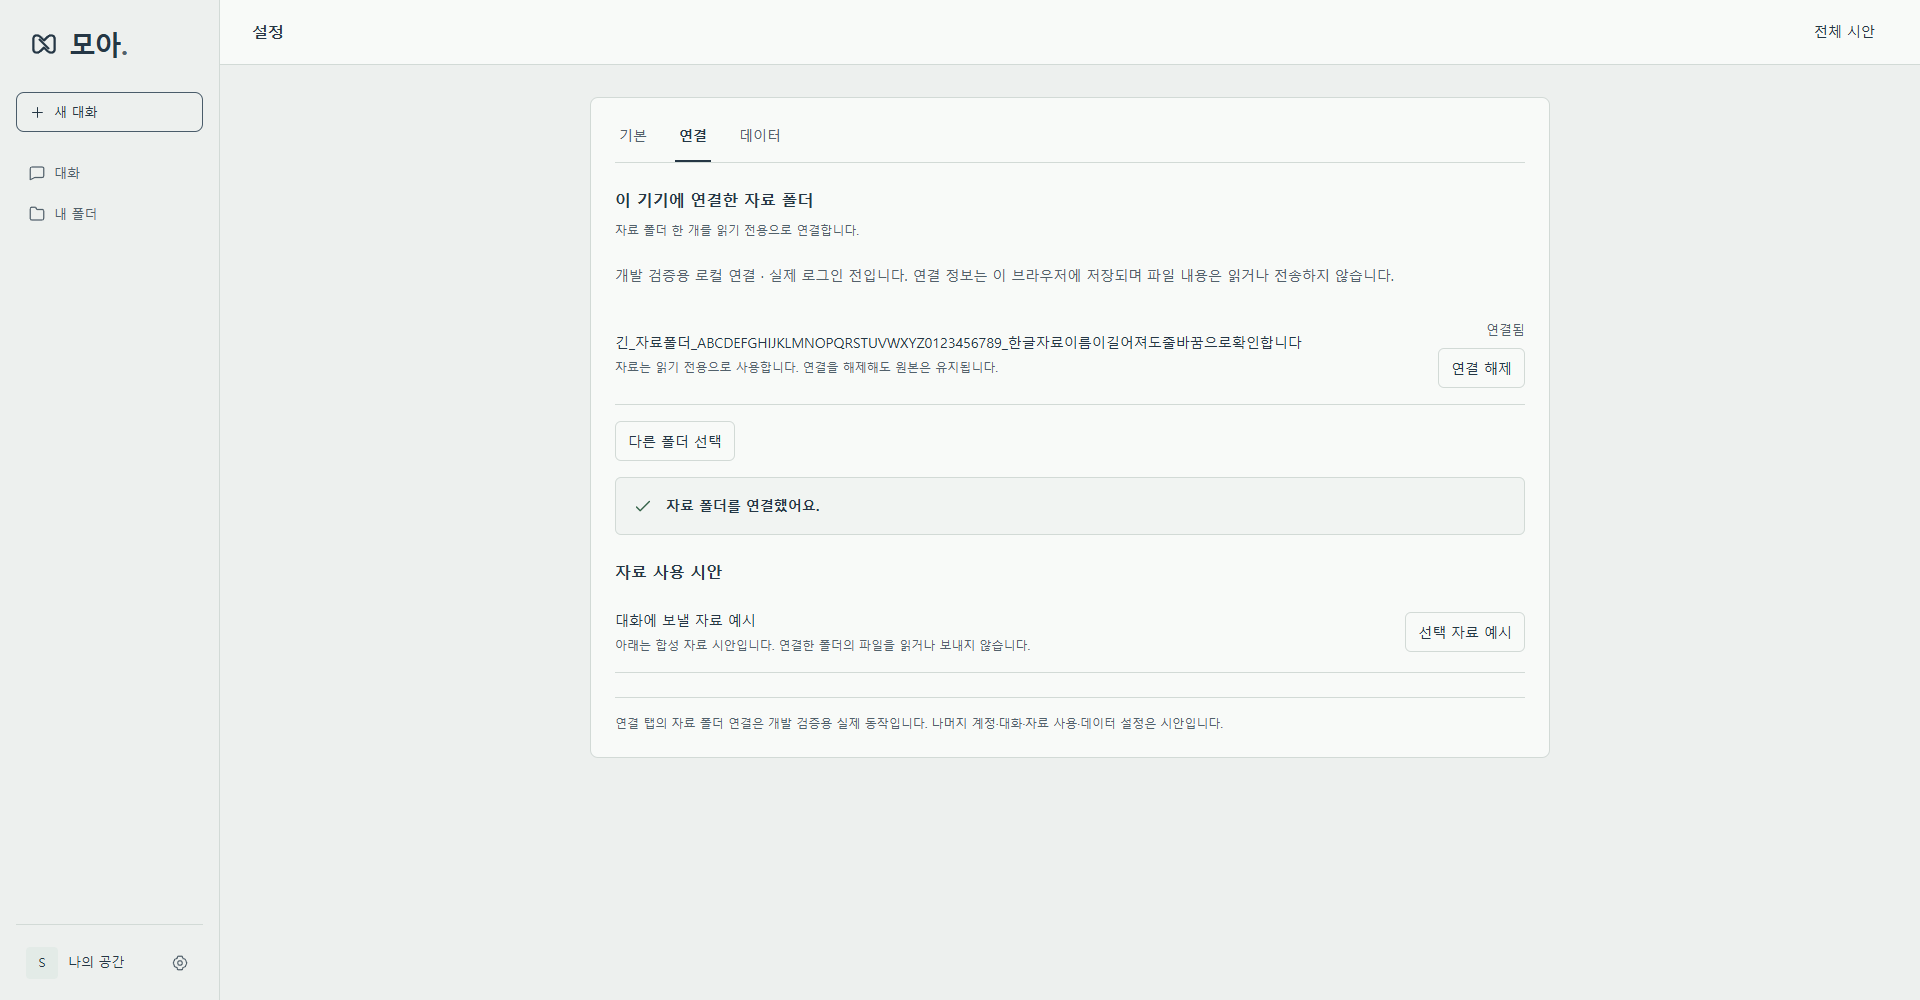 모아.
새 대화
대화
내 폴더
S 나의 공간
설정
전체 시안
기본 연결 데이터
이 기기에 연결한 자료 폴더
자료 폴더 한 개를 읽기 전용으로 연결합니다.
개발 검증용 로컬 연결 · 실제 로그인 전입니다. 연결 정보는 이 브라우저에 저장되며 파일 내용은 읽거나 전송하지 않습니다.
연결됨
긴_자료폴더_ABCDEFGHIJKLMNOPQRSTUVWXYZ0123456789_한글자료이름이길어져도줄바꿈으로확인합니다
자료는 읽기 전용으로 사용합니다. 연결을 해제해도 원본은 유지됩니다.
연결 해제
다른 폴더 선택
자료 폴더를 연결했어요.
자료 사용 시안
대화에 보낼 자료 예시
아래는 합성 자료 시안입니다. 연결한 폴더의 파일을 읽거나 보내지 않습니다.
선택 자료 예시
연결 탭의 자료 폴더 연결은 개발 검증용 실제 동작입니다. 나머지 계정·대화·자료 사용·데이터 설정은 시안입니다.